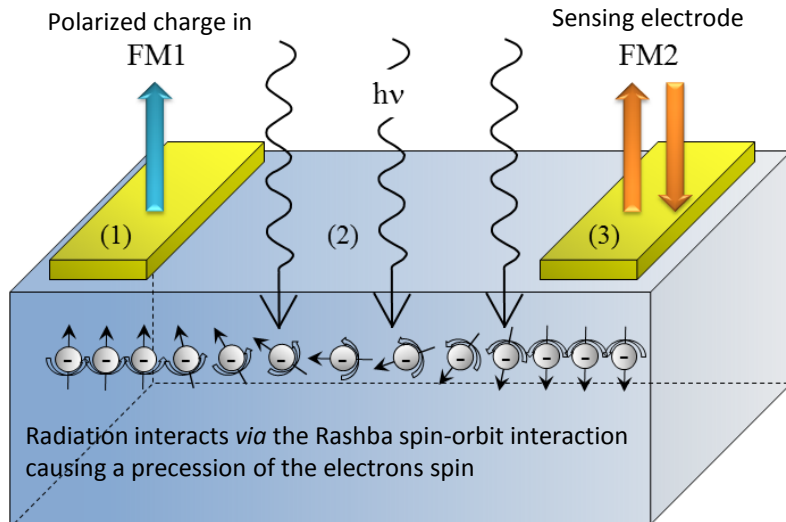 Polarized charge in
FM1
Sensing electrode
FM2
hν
(1)
(2)
(3)
- - - - - - - - - - - - -
Radiation interacts via the Rashba spin-orbit interaction
causing a precession of the electrons spin